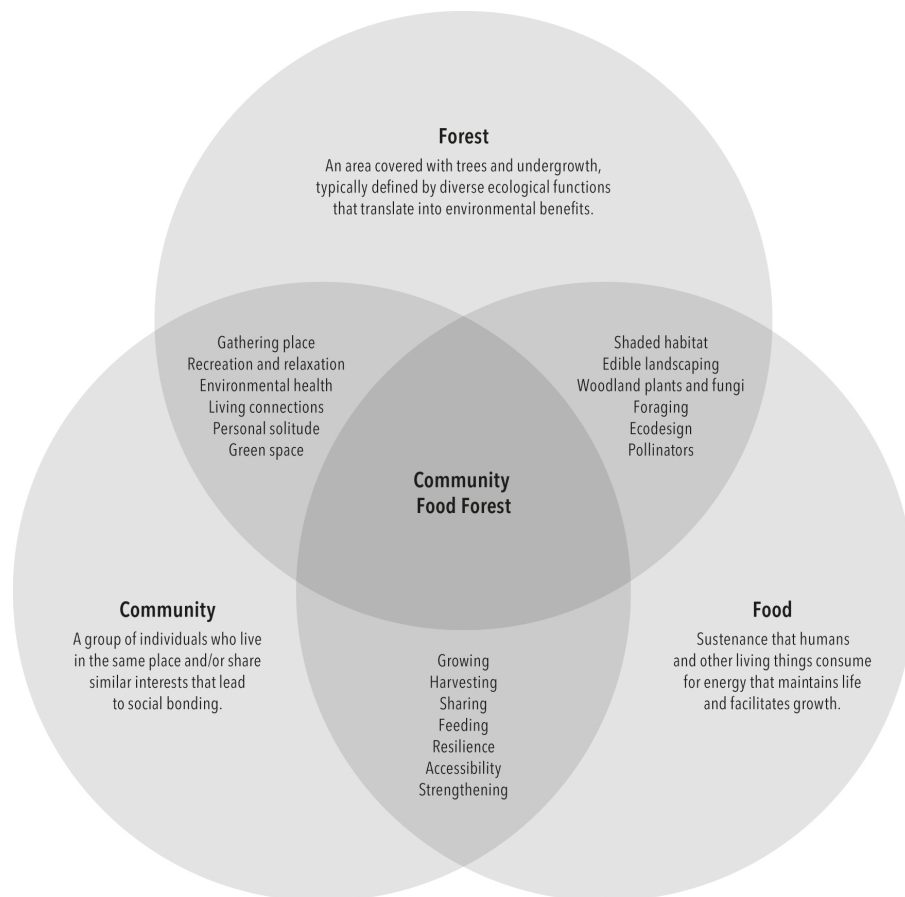 Forest
An area covered with trees and undergrowth,
typically defined by diverse ecological functions
that translate into environmental benefits.
Gathering place
Recreation and relaxation
Environmental health
Living connections
Personal solitude
Green space
Shaded habitat
Edible landscaping
Woodland plants and fungi
Foraging
Ecodesign
Pollinators
Community
Food Forest
Community
A group of individuals who live
in the same place and/or share
similar interests that lead
to social bonding.
Food
Sustenance that humans
and other living things consume
for energy that maintains life
and facilitates growth.
Growing
Harvesting
Sharing
Feeding
Resilience
Accessibility
Strengthening